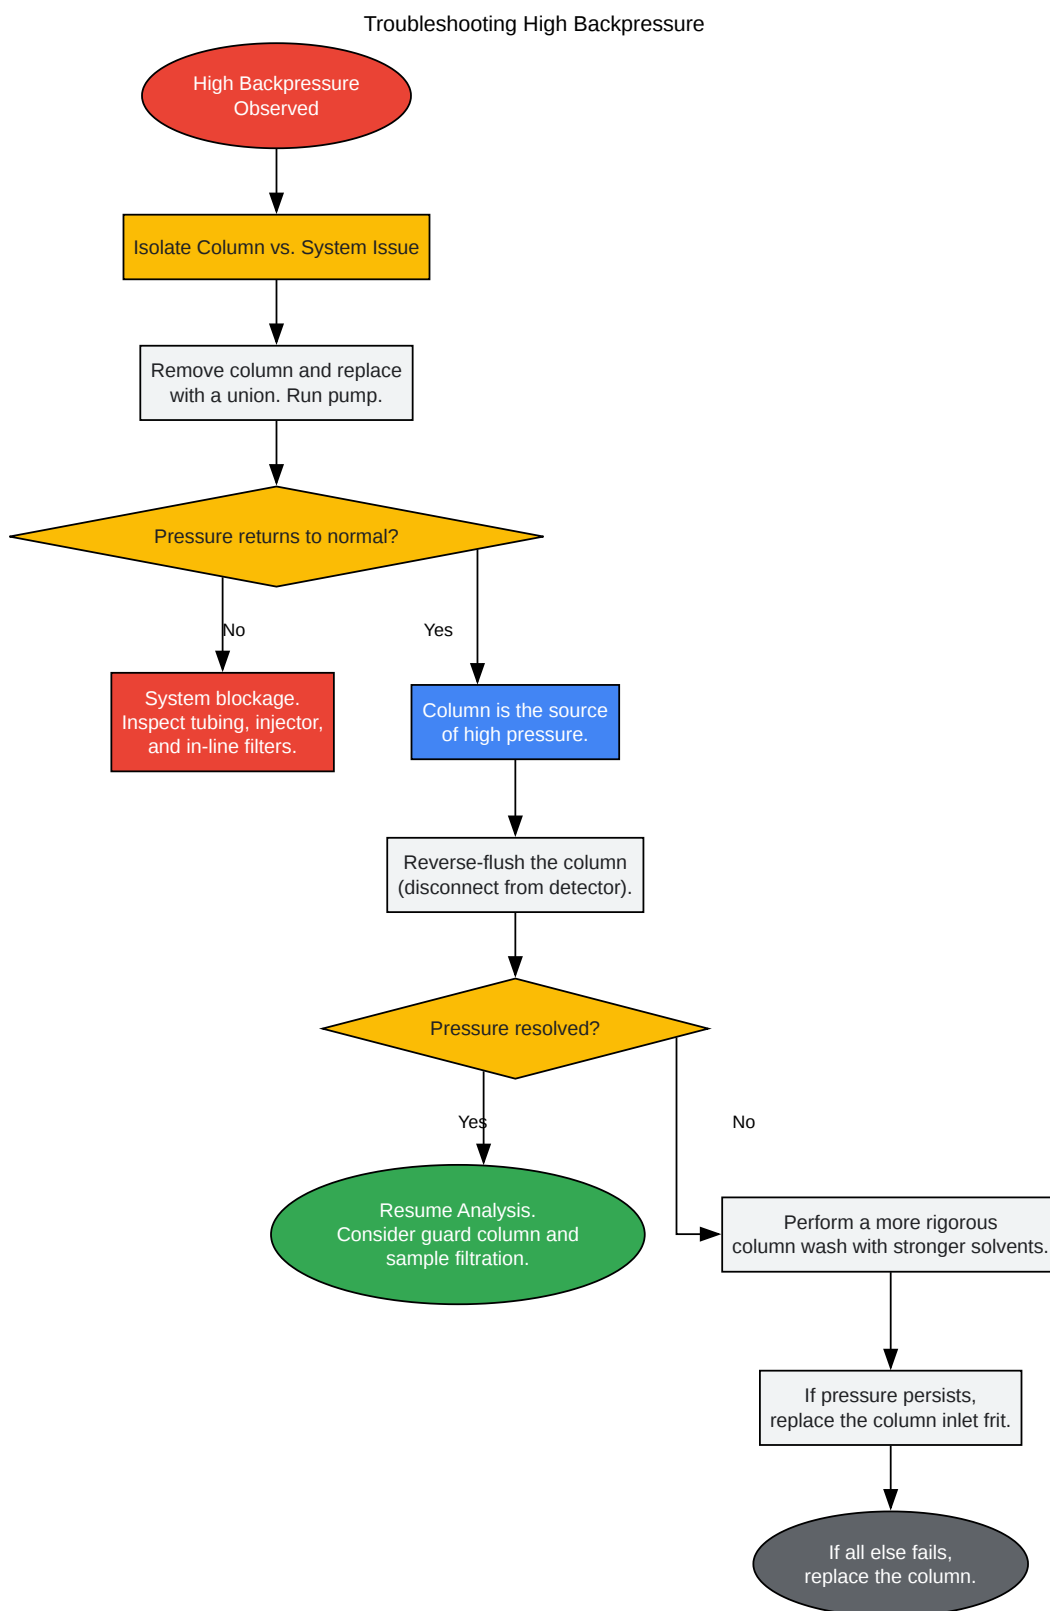 Troubleshooting High Backpressure
High Backpressure
Observed
Isolate Column vs. System Issue
Remove column and replace
with a union. Run pump.
Pressure returns to normal?
No
Yes
System blockage.
Inspect tubing, injector,
and in-line filters.
Column is the source
of high pressure.
Reverse-flush the column
(disconnect from detector).
Pressure resolved?
Yes
No
Resume Analysis.
Consider guard column and
sample filtration.
Perform a more rigorous
column wash with stronger solvents.
If pressure persists,
replace the column inlet frit.
If all else fails,
replace the column.